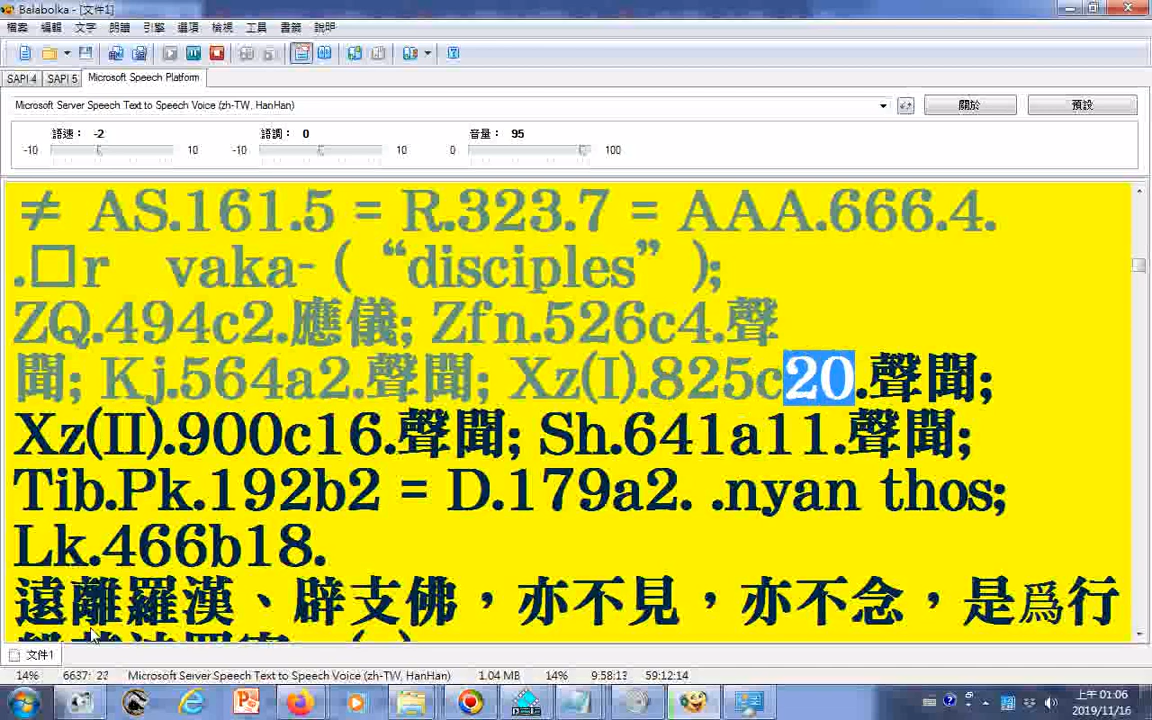 Balabolka - [文件1]
檔案 編輯 文字 朗讀 引擎 選項 檢視 工具 書籤 說明
SAPI 4 SAPI 5 Microsoft Speech Platform
Microsoft Server Speech Text to Speech Voice (zh-TW, HanHan)
關於 預設
語速： -2 語調： 0 音量： 95
-10 10 -10 10 0 100
≠ AS.161.5 = R.323.7 = AAA.666.4.
.□r vaka- (“disciples”);
ZQ.494c2.應儀; Zfn.526c4.聲
聞; Kj.564a2.聲聞; Xz(I).825c20.聲聞;
Xz(II).900c16.聲聞; Sh.641a11.聲聞;
Tib.Pk.192b2 = D.179a2. .nyan thos;
Lk.466b18.
遠離羅漢、辟支佛，亦不見，亦不念，是爲行
文件1
14% 6637: 23 Microsoft Server Speech Text to Speech Voice (zh-TW, HanHan) 1.04 MB 14% 9:58:13 59:12:14
上午 01:06
2019/11/16